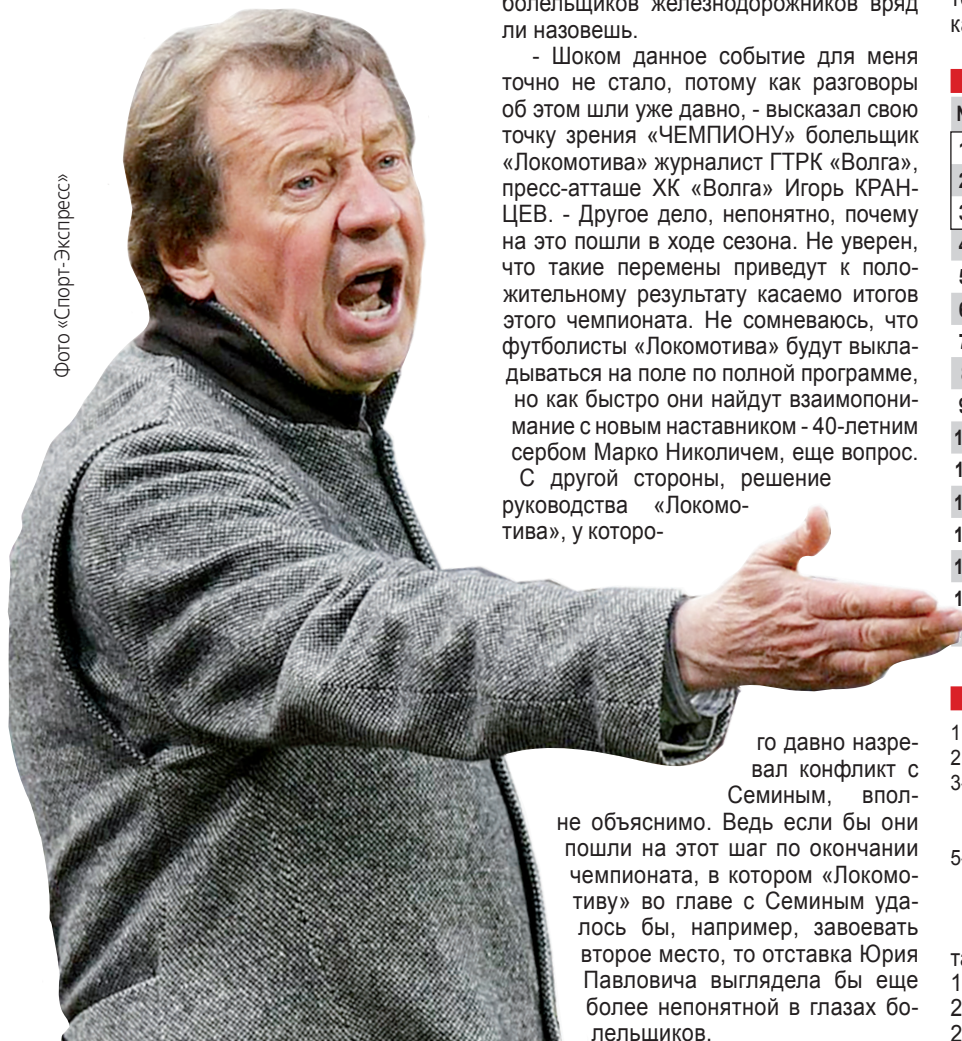 болельщиков железнодорожников вряд
ли назовешь.
- Шоком данное событие для меня
точно не стало, потому как разговоры
об этом шли уже давно, - высказал свою
точку зрения «ЧЕМПИОНУ» болельщик
«Локомотива» журналист ГТРК «Волга»,
пресс-атташе ХК «Волга» Игорь КРАН-
ЦЕВ. - Другое дело, непонятно, почему
на это пошли в ходе сезона. Не уверен,
что такие перемены приведут к поло-
жительному результату касаемо итогов
этого чемпионата. Не сомневаюсь, что
футболисты «Локомотива» будут выкла-
дываться на поле по полной программе,
но как быстро они найдут взаимопони-
мание с новым наставником - 40-летним
сербом Марко Николичем, еще вопрос.
С другой стороны, решение
руководства «Локомо-
тива», у которо-
го давно назре-
вал конфликт с
Семиным, впол-
не объяснимо. Ведь если бы они
пошли на этот шаг по окончании
чемпионата, в котором «Локомо-
тиву» во главе с Семиным уда-
лось бы, например, завоевать
второе место, то отставка Юрия
Павловича выглядела бы еще
более непонятной в глазах бо-
лельщиков.
Фото «Спорт-Экспресс»